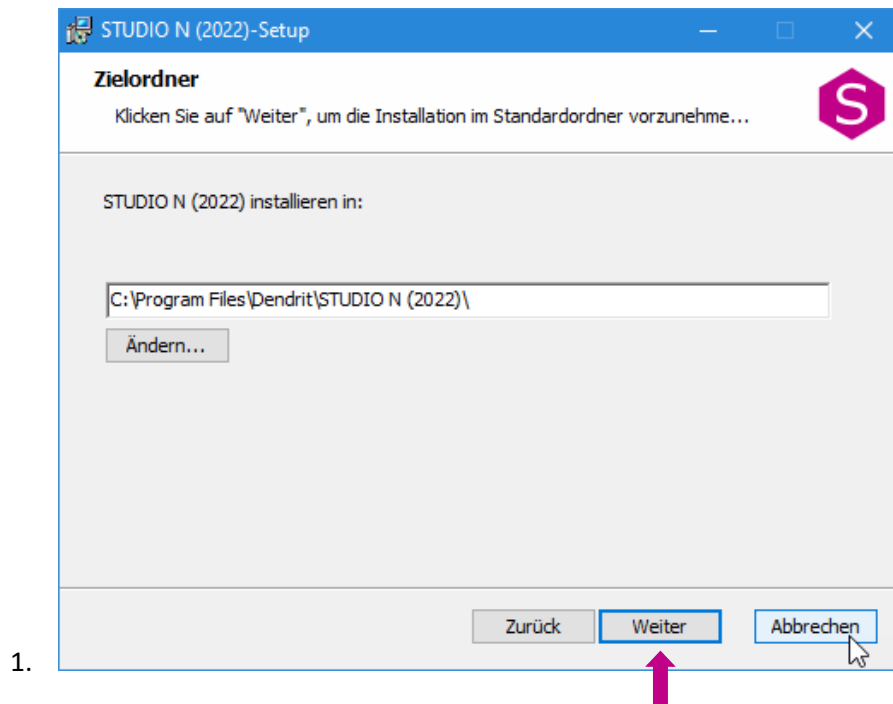 STUDIO N (2022)-Setup
Zielordner
Klicken Sie auf "Weiter", um die Installation im Standardordner vorzunehme...
S
STUDIO N (2022) installieren in:
C:\Program Files\Dendrit\STUDIO N (2022)\
Ändern...
Zurück Weiter Abbrechen
1.